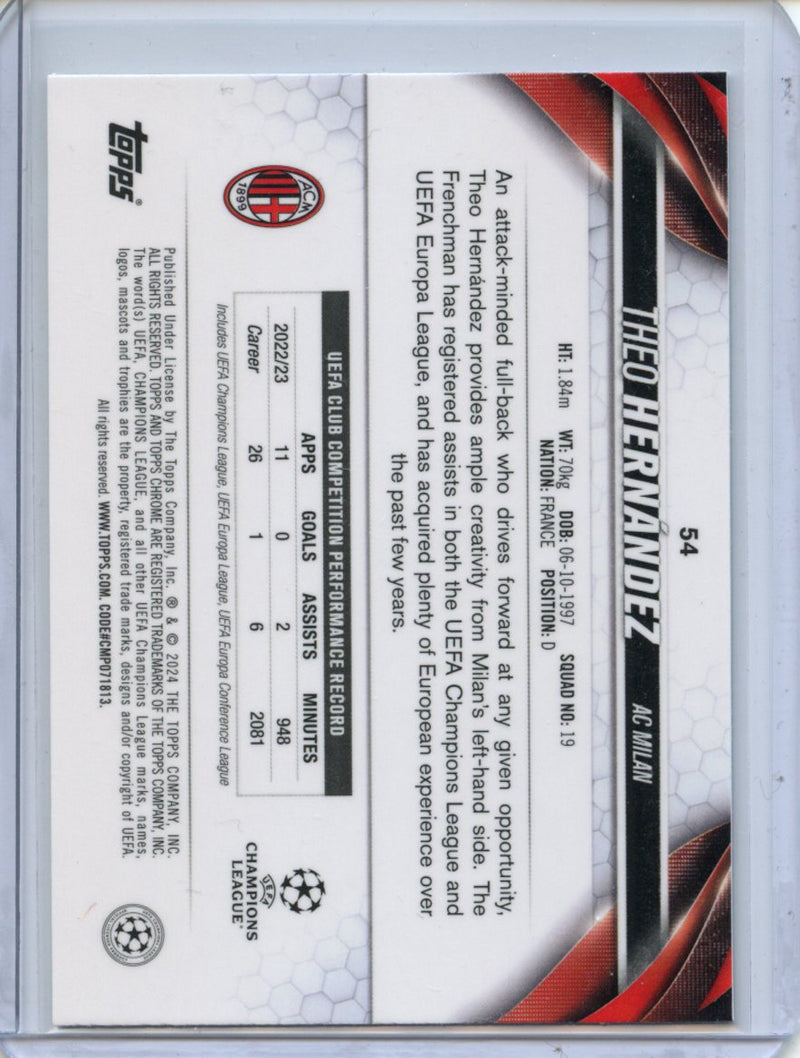 54
THEO HERNÁNDEZ AC MILAN
HT: 1.84m WT: 70kg DOB: 06-10-1997 SQUAD NO: 19
NATION: FRANCE POSITION: D
An attack-minded full-back who drives forward at any given opportunity,
Theo Hernández provides ample creativity from Milan's left-hand side. The
Frenchman has registered assists in both the UEFA Champions League and
UEFA Europa League, and has acquired plenty of European experience over
the past few years.
UEFA CLUB COMPETITION PERFORMANCE RECORD
APPS GOALS ASSISTS MINUTES
2022/23 11 0 2 948
Career 26 1 6 2081
Includes UEFA Champions League, UEFA Europa League, UEFA Europa Conference League
ACM
1899
UEFA
CHAMPIONS
LEAGUE®
topps®
Published Under License by The Topps Company, Inc. ® & © 2024 THE TOPPS COMPANY, INC.
ALL RIGHTS RESERVED. TOPPS AND TOPPS CHROME ARE REGISTERED TRADEMARKS OF THE TOPPS COMPANY, INC.
The word(s) UEFA, CHAMPIONS LEAGUE, and all other UEFA Champions League marks, names,
logos, mascots and trophies are the property, registered trade marks, designs and/or copyright of UEFA.
All rights reserved. WWW.TOPPS.COM. CODE#CMP071813.